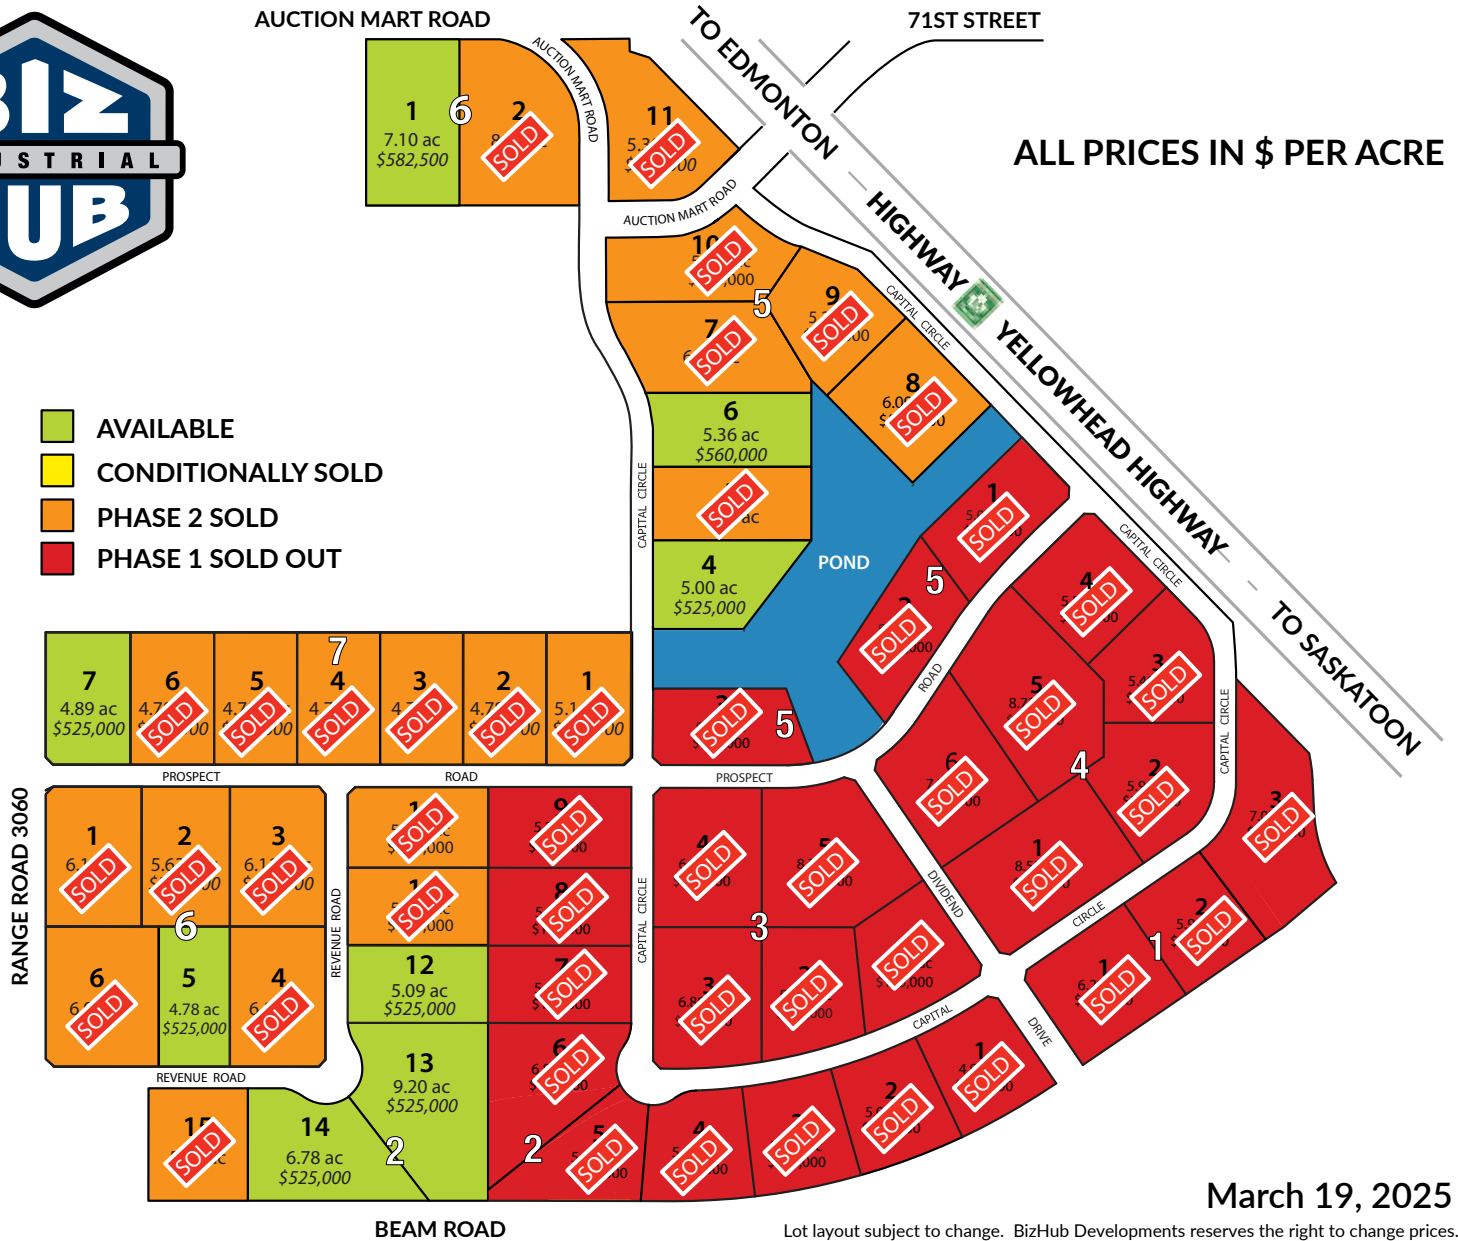 AUCTION MART ROAD
71ST STREET
TO EDMONTON
HIGHWAY
YELLOWHEAD HIGHWAY
TO SASKATOON
ALL PRICES IN $ PER ACRE
BIZ
USTRIAL
UB
AVAILABLE
CONDITIONALLY SOLD
PHASE 2 SOLD
PHASE 1 SOLD OUT
AUCTION MART ROAD
1
7.10 ac
$582,500
6
2
SOLD
11
SOLD
AUCTION MART ROAD
10
SOLD
5
9
SOLD
CAPITAL CIRCLE
7
SOLD
8
SOLD
6
5.36 ac
$560,000
SOLD
ac
4
5.00 ac
$525,000
CAPITAL CIRCLE
POND
1
SOLD
5
SOLD
SOLD
5
ROAD
CAPITAL CIRCLE
4
SOLD
3
SOLD
5
SOLD
6
SOLD
4
2
SOLD
1
SOLD
CAPITAL CIRCLE
7
7
4.89 ac
$525,000
6
SOLD
5
SOLD
4
SOLD
3
SOLD
2
SOLD
1
SOLD
PROSPECT ROAD
PROSPECT
RANGE ROAD 3060
1
SOLD
2
SOLD
3
SOLD
6
6
SOLD
5
4.78 ac
$525,000
4
SOLD
REVENUE ROAD
REVENUE ROAD
SOLD
SOLD
12
5.09 ac
$525,000
13
9.20 ac
$525,000
14
6.78 ac
$525,000
15
SOLD
2
9
SOLD
8
SOLD
7
SOLD
6
SOLD
2
5
SOLD
4
SOLD
SOLD
2
SOLD
1
SOLD
CAPITAL CIRCLE
4
SOLD
5
SOLD
3
3
SOLD
2
SOLD
SOLD
DIVIDEND
DRIVE
CAPITAL
CIRCLE
1
SOLD
1
2
SOLD
3
SOLD
BEAM ROAD
March 19, 2025
Lot layout subject to change. BizHub Developments reserves the right to change prices.